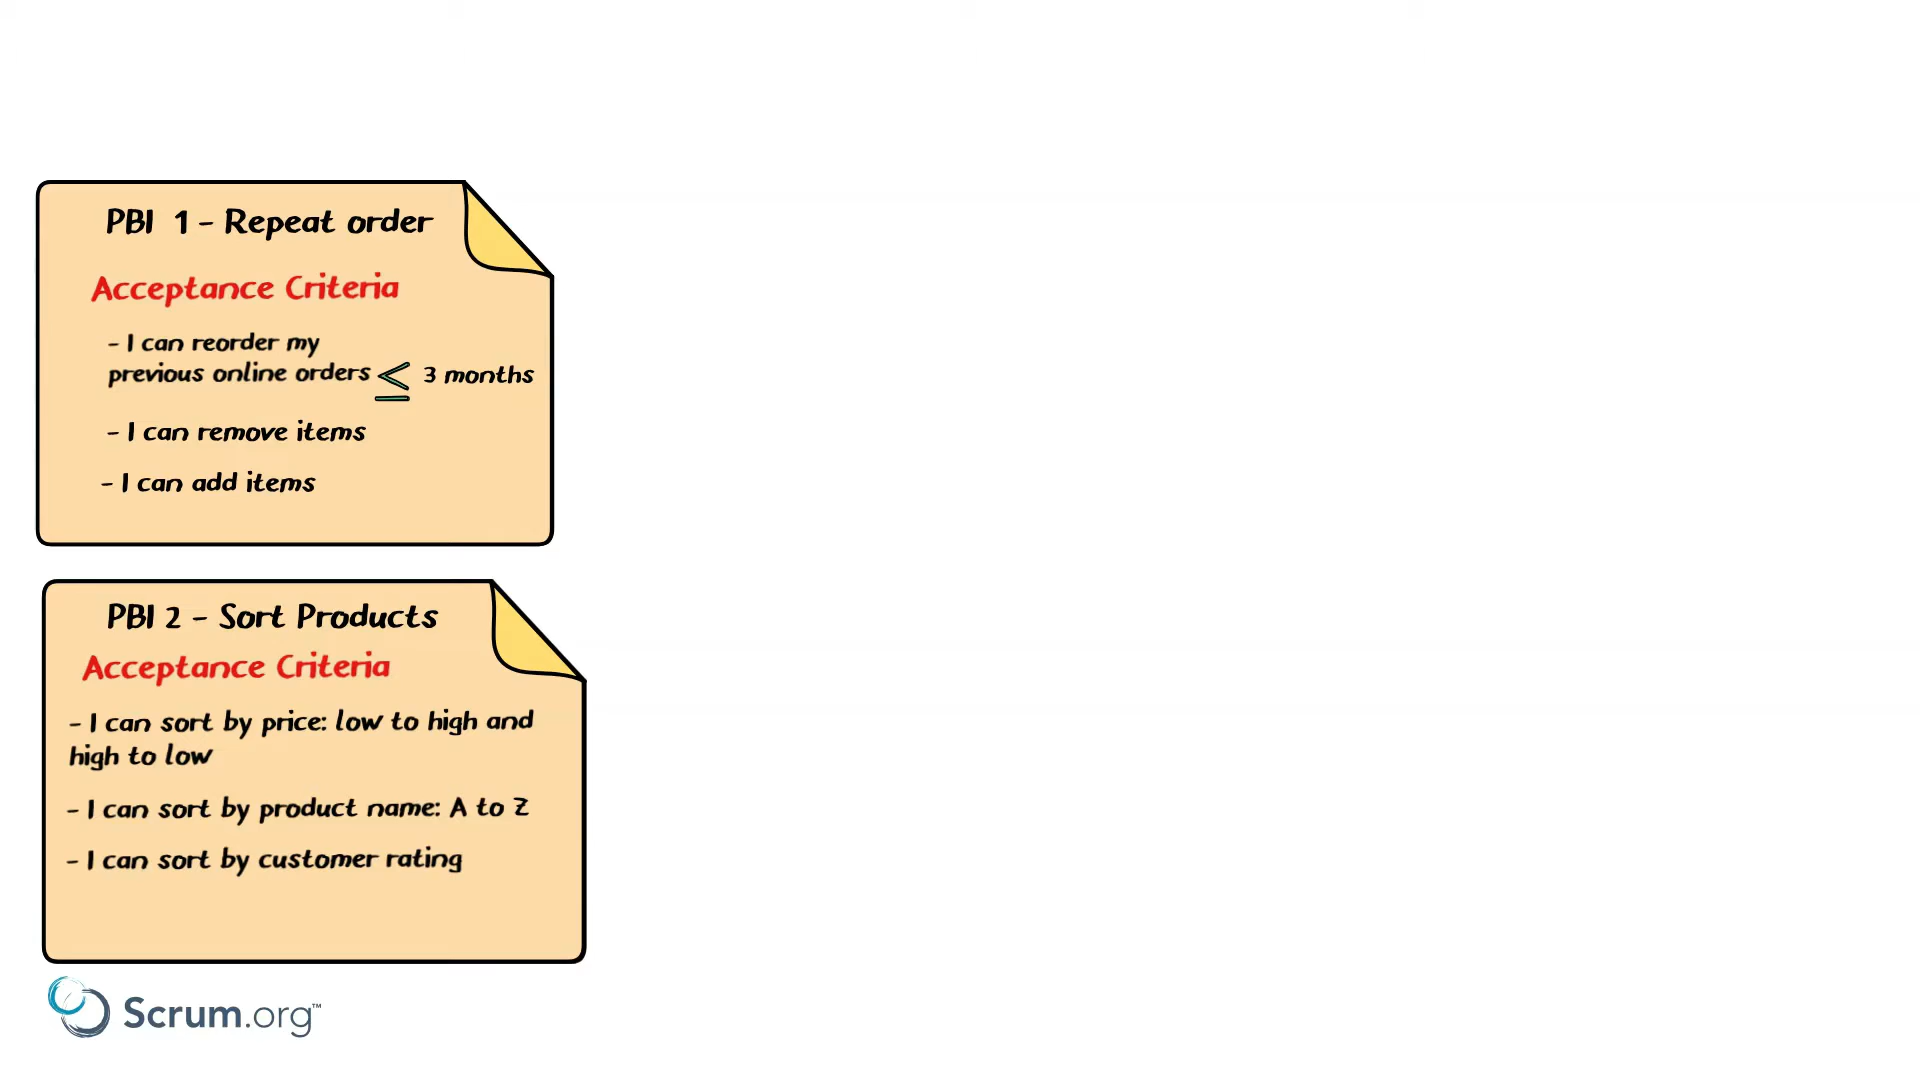 PBI 1 - Repeat order
Acceptance Criteria
- I can reorder my
previous online orders ≤ 3 months
- I can remove items
- I can add items
PBI 2 - Sort Products
Acceptance Criteria
- I can sort by price: low to high and
high to low
- I can sort by product name: A to Z
- I can sort by customer rating
Scrum.org™